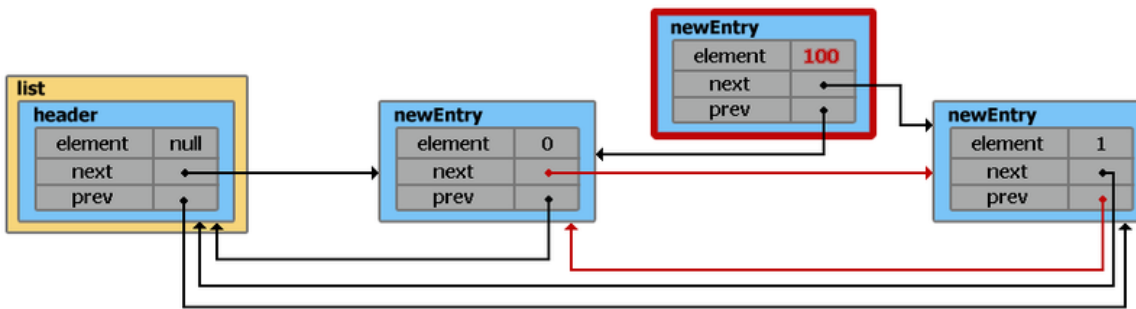 newEntry
element 100
next
prev
list
header
element null
next
prev
newEntry
element 0
next
prev
newEntry
element 1
next
prev